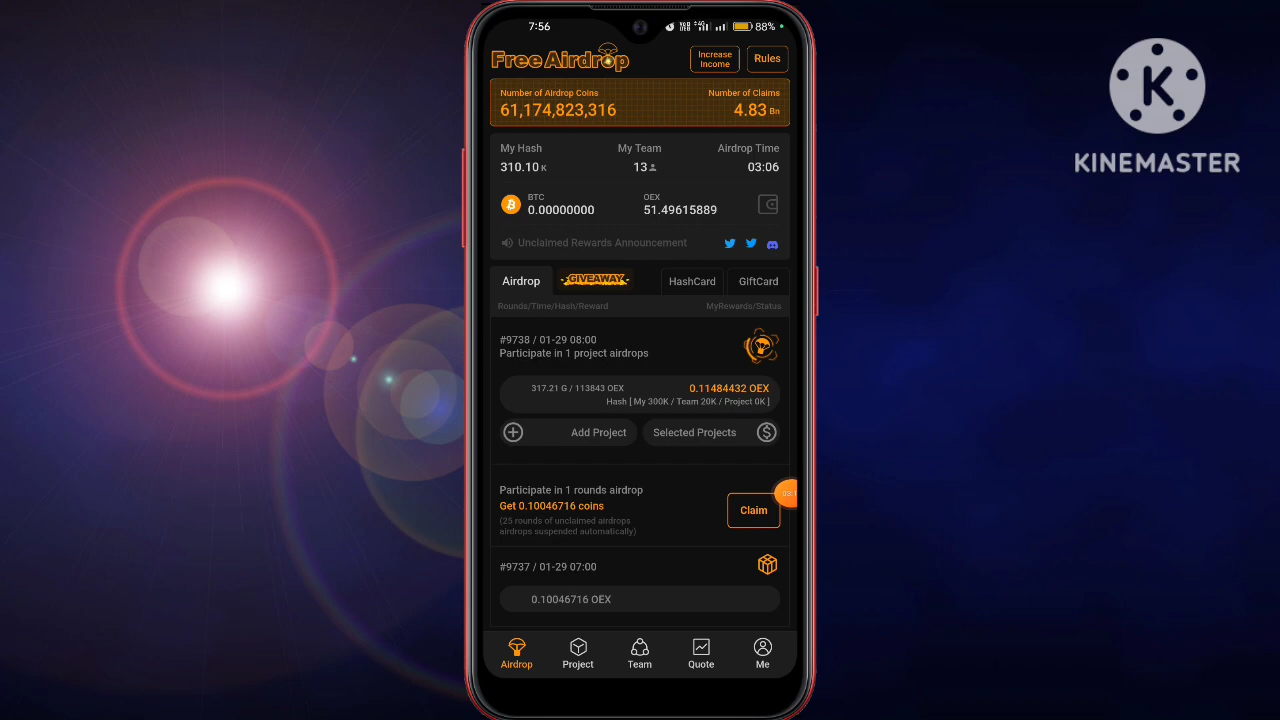 7:56
88%
Free Airdrop
Increase
Income
Rules
Number of Airdrop Coins
Number of Claims
61,174,823,316
4.83 Bn
My Hash
My Team
Airdrop Time
310.10 K
13
03:06
BTC
0.00000000
OEX
51.49615889
Unclaimed Rewards Announcement
Airdrop
GIVEAWAY
HashCard
GiftCard
Rounds/Time/Hash/Reward
MyRewards/Status
#9738 / 01-29 08:00
Participate in 1 project airdrops
317.21 G / 113843 OEX
0.11484432 OEX
Hash [ My 300K / Team 20K / Project 0K ]
Add Project
Selected Projects
Participate in 1 rounds airdrop
Get 0.10046716 coins
(25 rounds of unclaimed airdrops
airdrops suspended automatically)
Claim
#9737 / 01-29 07:00
0.10046716 OEX
Airdrop
Project
Team
Quote
Me
K
KINEMASTER